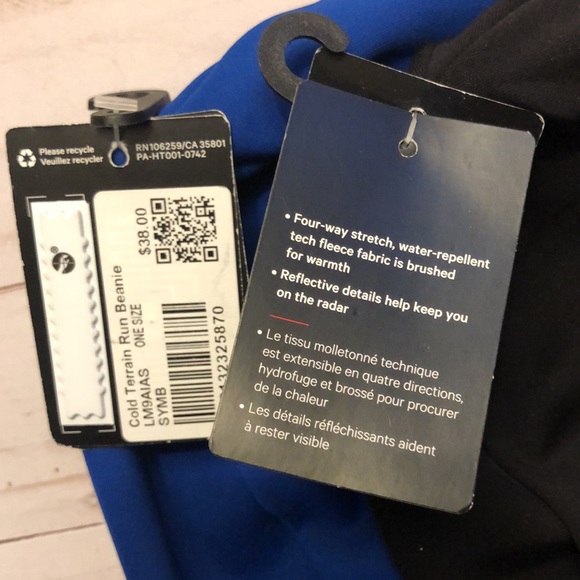 Please recycle
Veuillez recycler
RN106259/CA 35801
PA-HT001-0742
$38.00
Cold Terrain Run Beanie
LM9AIAS ONE SIZE
SYMB
132325870
• Four-way stretch, water-repellent
tech fleece fabric is brushed
for warmth
• Reflective details help keep you
on the radar
• Le tissu molletonné technique
est extensible en quatre directions,
hydrofuge et brossé pour procurer
de la chaleur
• Les détails réfléchissants aident
à rester visible